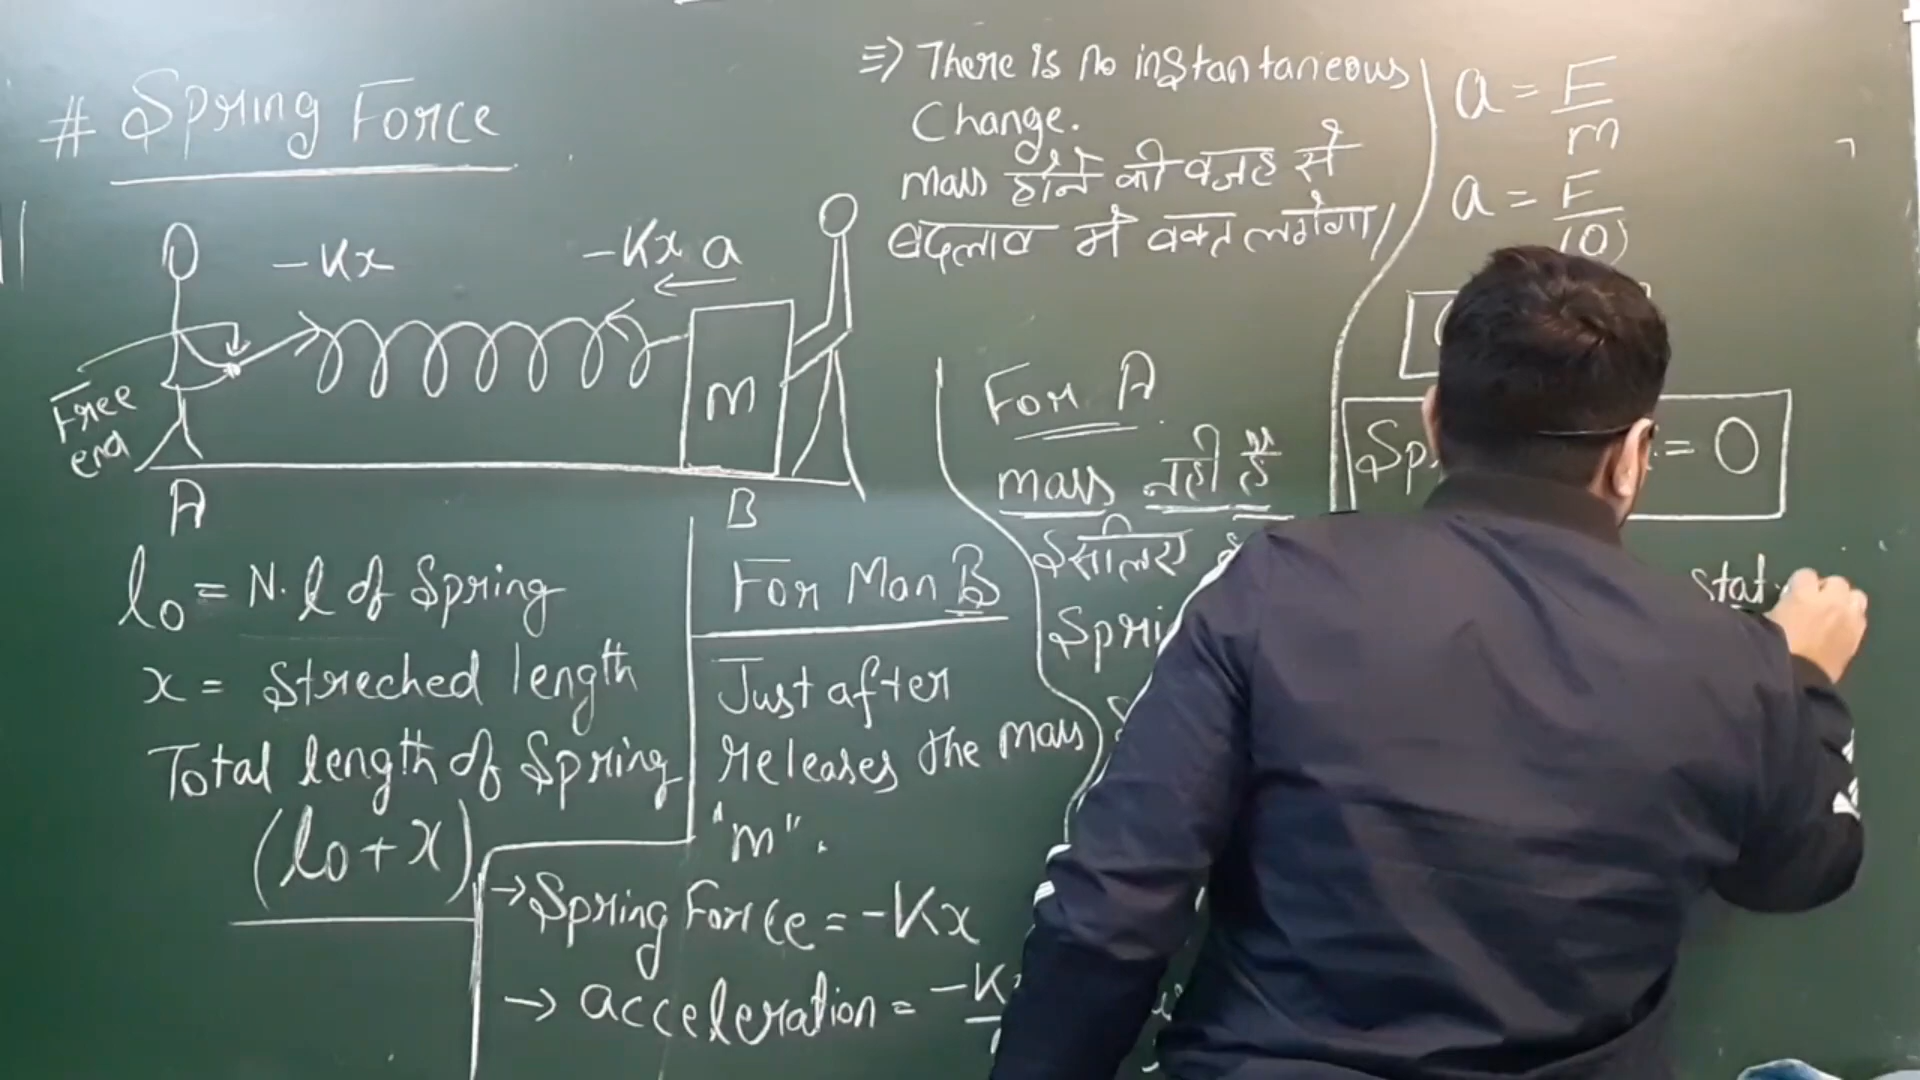 # Spring Force
-Kx
-Kx a
Free
end
m
A
B
l₀ = N.l of Spring
x = Streched length
Total length of Spring
(l₀+x)
For Man B
Just after
releases the mass
"m".
→ Spring Force = -Kx
→ acceleration = -K
⇒ There is no instantaneous
Change.
mass होने की वजह से
बदलाव में वक्त लगेगा
For A
mass नही है
इसलिए
Spri
a = F/m
a = F/(0)
Sp = 0
stat